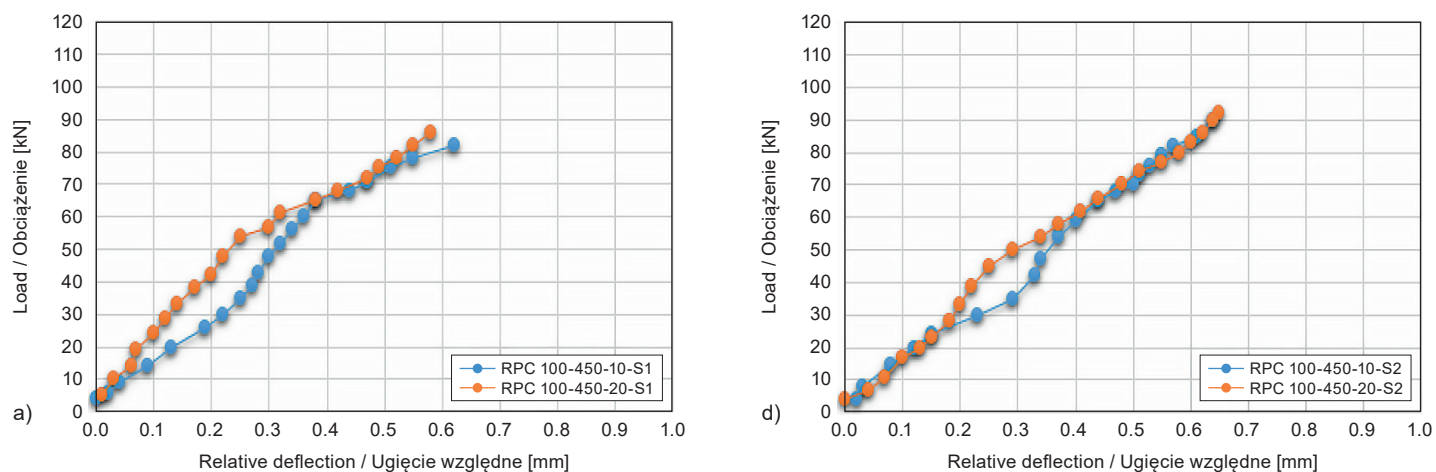 120
110
100
90
80
70
60
50
40
30
20
10
0
Load / Obciążenie [kN]
0.0 0.1 0.2 0.3 0.4 0.5 0.6 0.7 0.8 0.9 1.0
Relative deflection / Ugięcie względne [mm]
RPC 100-450-10-S1
RPC 100-450-20-S1
a)
120
110
100
90
80
70
60
50
40
30
20
10
0
Load / Obciążenie [kN]
0.0 0.1 0.2 0.3 0.4 0.5 0.6 0.7 0.8 0.9 1.0
Relative deflection / Ugięcie względne [mm]
RPC 100-450-10-S2
RPC 100-450-20-S2
d)